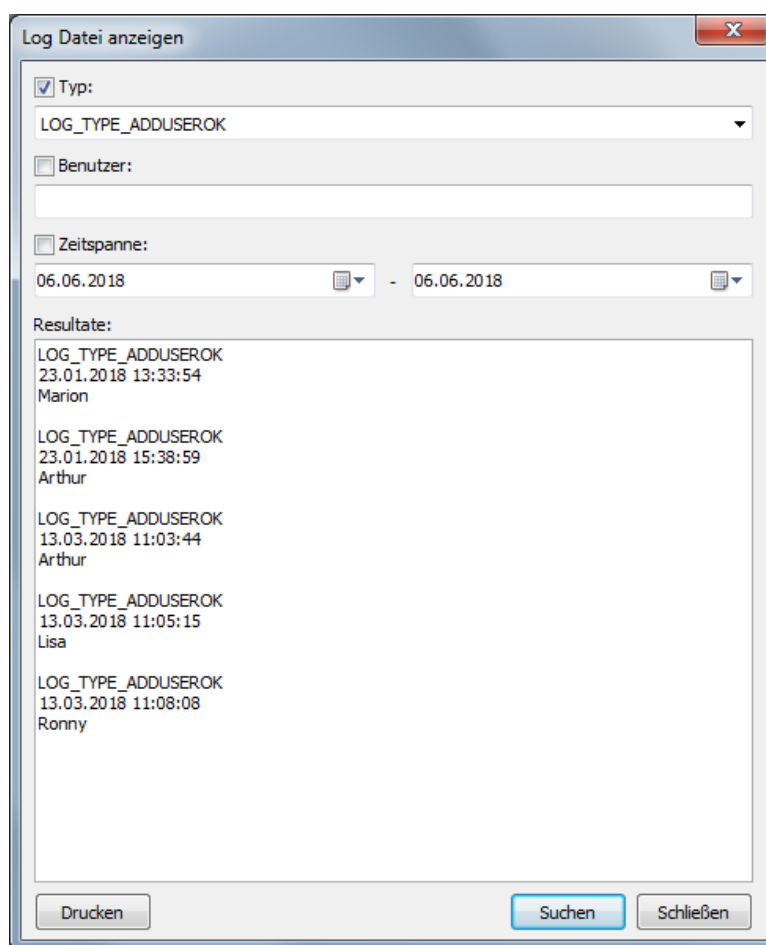 Log Datei anzeigen
Typ:
LOG_TYPE_ADDUSEROK
Benutzer:
Zeitspanne:
06.06.2018 - 06.06.2018
Resultate:
LOG_TYPE_ADDUSEROK
23.01.2018 13:33:54
Marion
LOG_TYPE_ADDUSEROK
23.01.2018 15:38:59
Arthur
LOG_TYPE_ADDUSEROK
13.03.2018 11:03:44
Arthur
LOG_TYPE_ADDUSEROK
13.03.2018 11:05:15
Lisa
LOG_TYPE_ADDUSEROK
13.03.2018 11:08:08
Ronny
Drucken Suchen Schließen